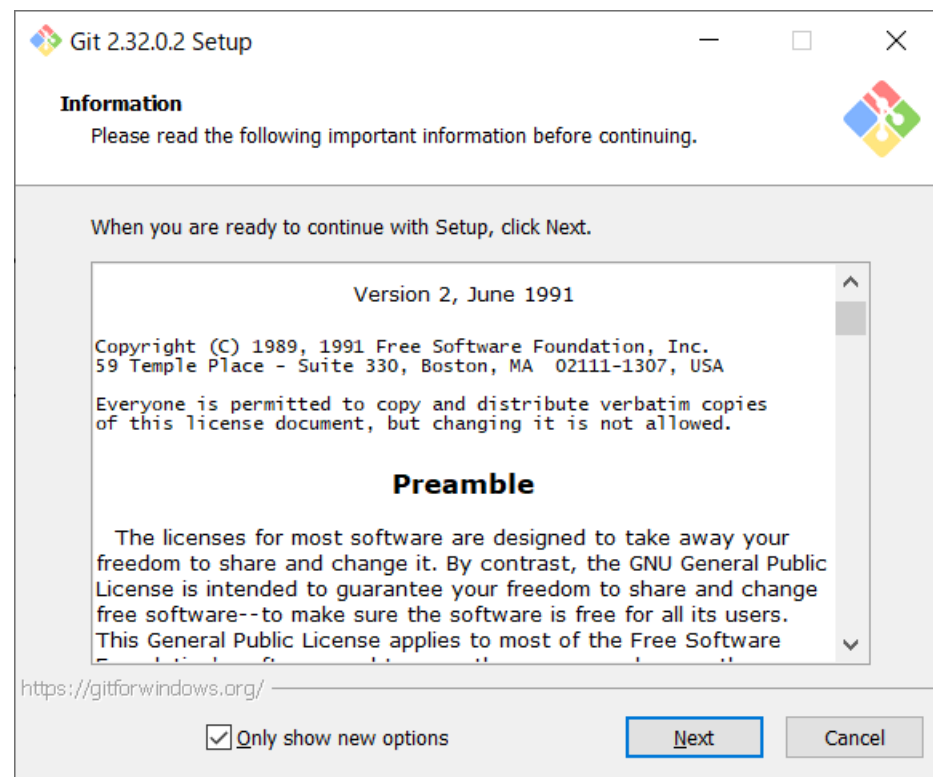 Git 2.32.0.2 Setup
Information
Please read the following important information before continuing.
When you are ready to continue with Setup, click Next.
Version 2, June 1991
Copyright (C) 1989, 1991 Free Software Foundation, Inc.
59 Temple Place - Suite 330, Boston, MA  02111-1307, USA
Everyone is permitted to copy and distribute verbatim copies
of this license document, but changing it is not allowed.
Preamble
The licenses for most software are designed to take away your
freedom to share and change it. By contrast, the GNU General Public
License is intended to guarantee your freedom to share and change
free software--to make sure the software is free for all its users.
This General Public License applies to most of the Free Software
https://gitforwindows.org/
Only show new options
Next
Cancel